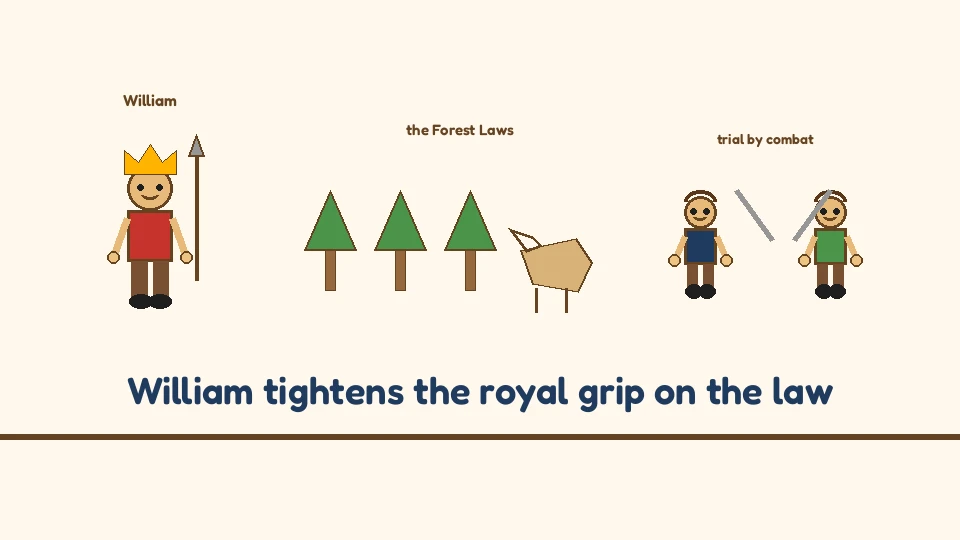 William
the Forest Laws
trial by combat
William tightens the royal grip on the law